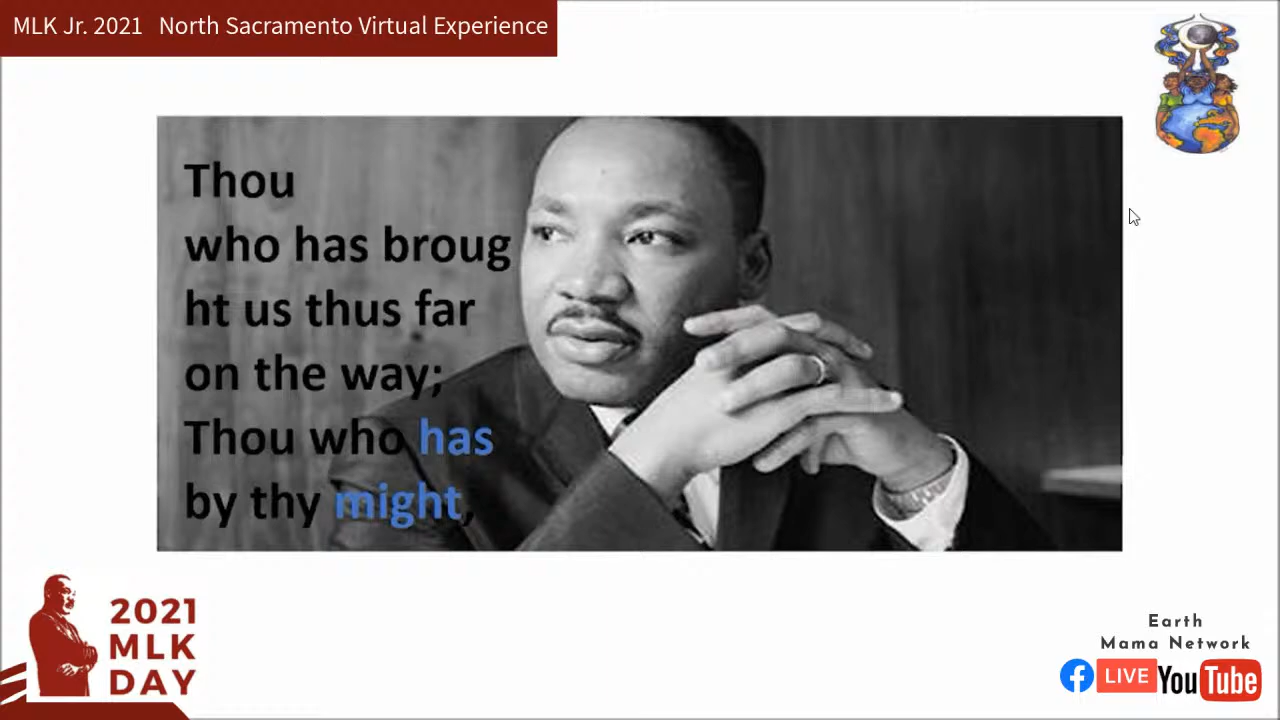 MLK Jr. 2021 North Sacramento Virtual Experience
Thou
who has broug
ht us thus far
on the way;
Thou who has
by thy might,
2021
MLK
DAY
Earth
Mama Network
LIVE YouTube